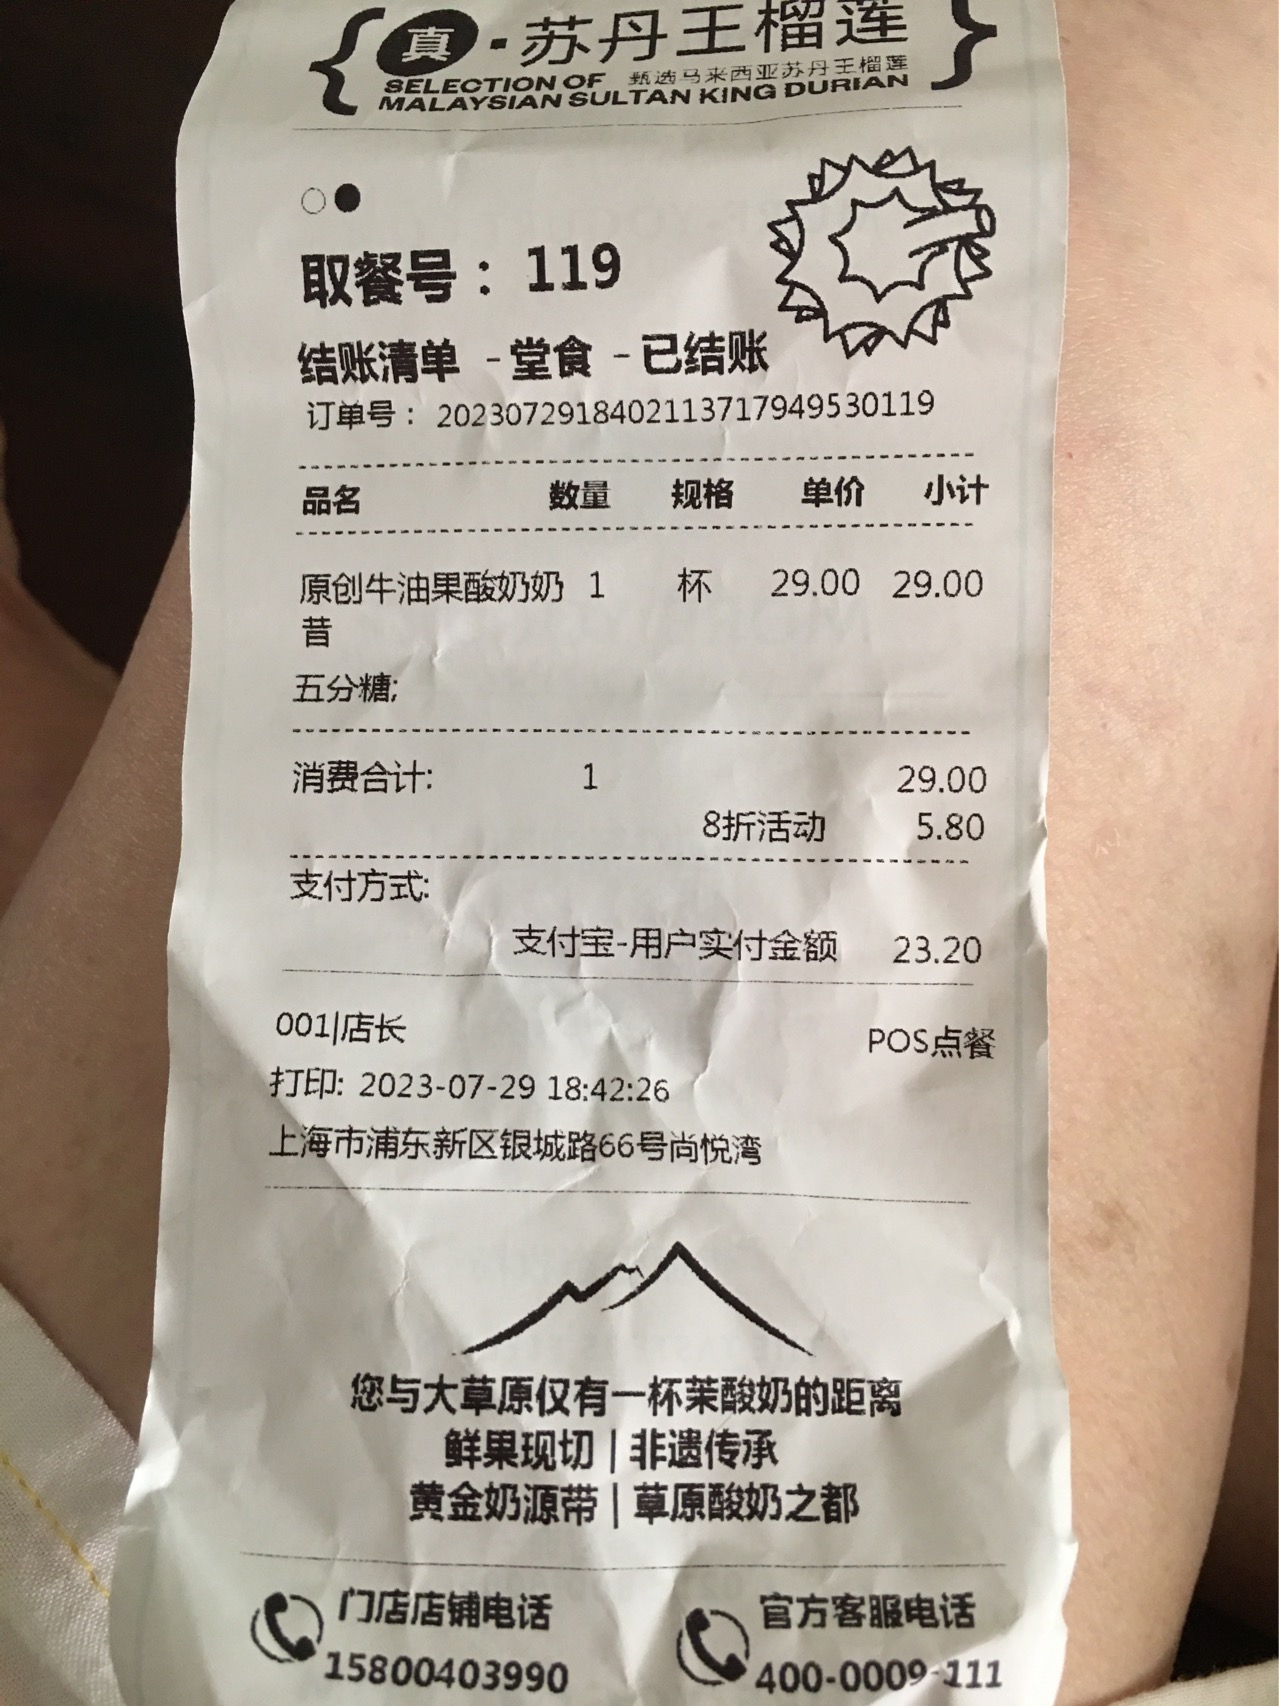 真·苏丹王榴莲
SELECTION OF 甄选马来西亚苏丹王榴莲
MALAYSIAN SULTAN KING DURIAN
取餐号： 119
结账清单 -堂食 -已结账
订单号： 2023072918402113717949530119
品名 数量 规格 单价 小计
原创牛油果酸奶奶 1 杯 29.00 29.00
昔
五分糖;
消费合计: 1 29.00
8折活动 5.80
支付方式:
支付宝-用户实付金额 23.20
001|店长 POS点餐
打印: 2023-07-29 18:42:26
上海市浦东新区银城路66号尚悦湾
您与大草原仅有一杯茉酸奶的距离
鲜果现切 | 非遗传承
黄金奶源带 | 草原酸奶之都
门店店铺电话 官方客服电话
15800403990 400-0009-111